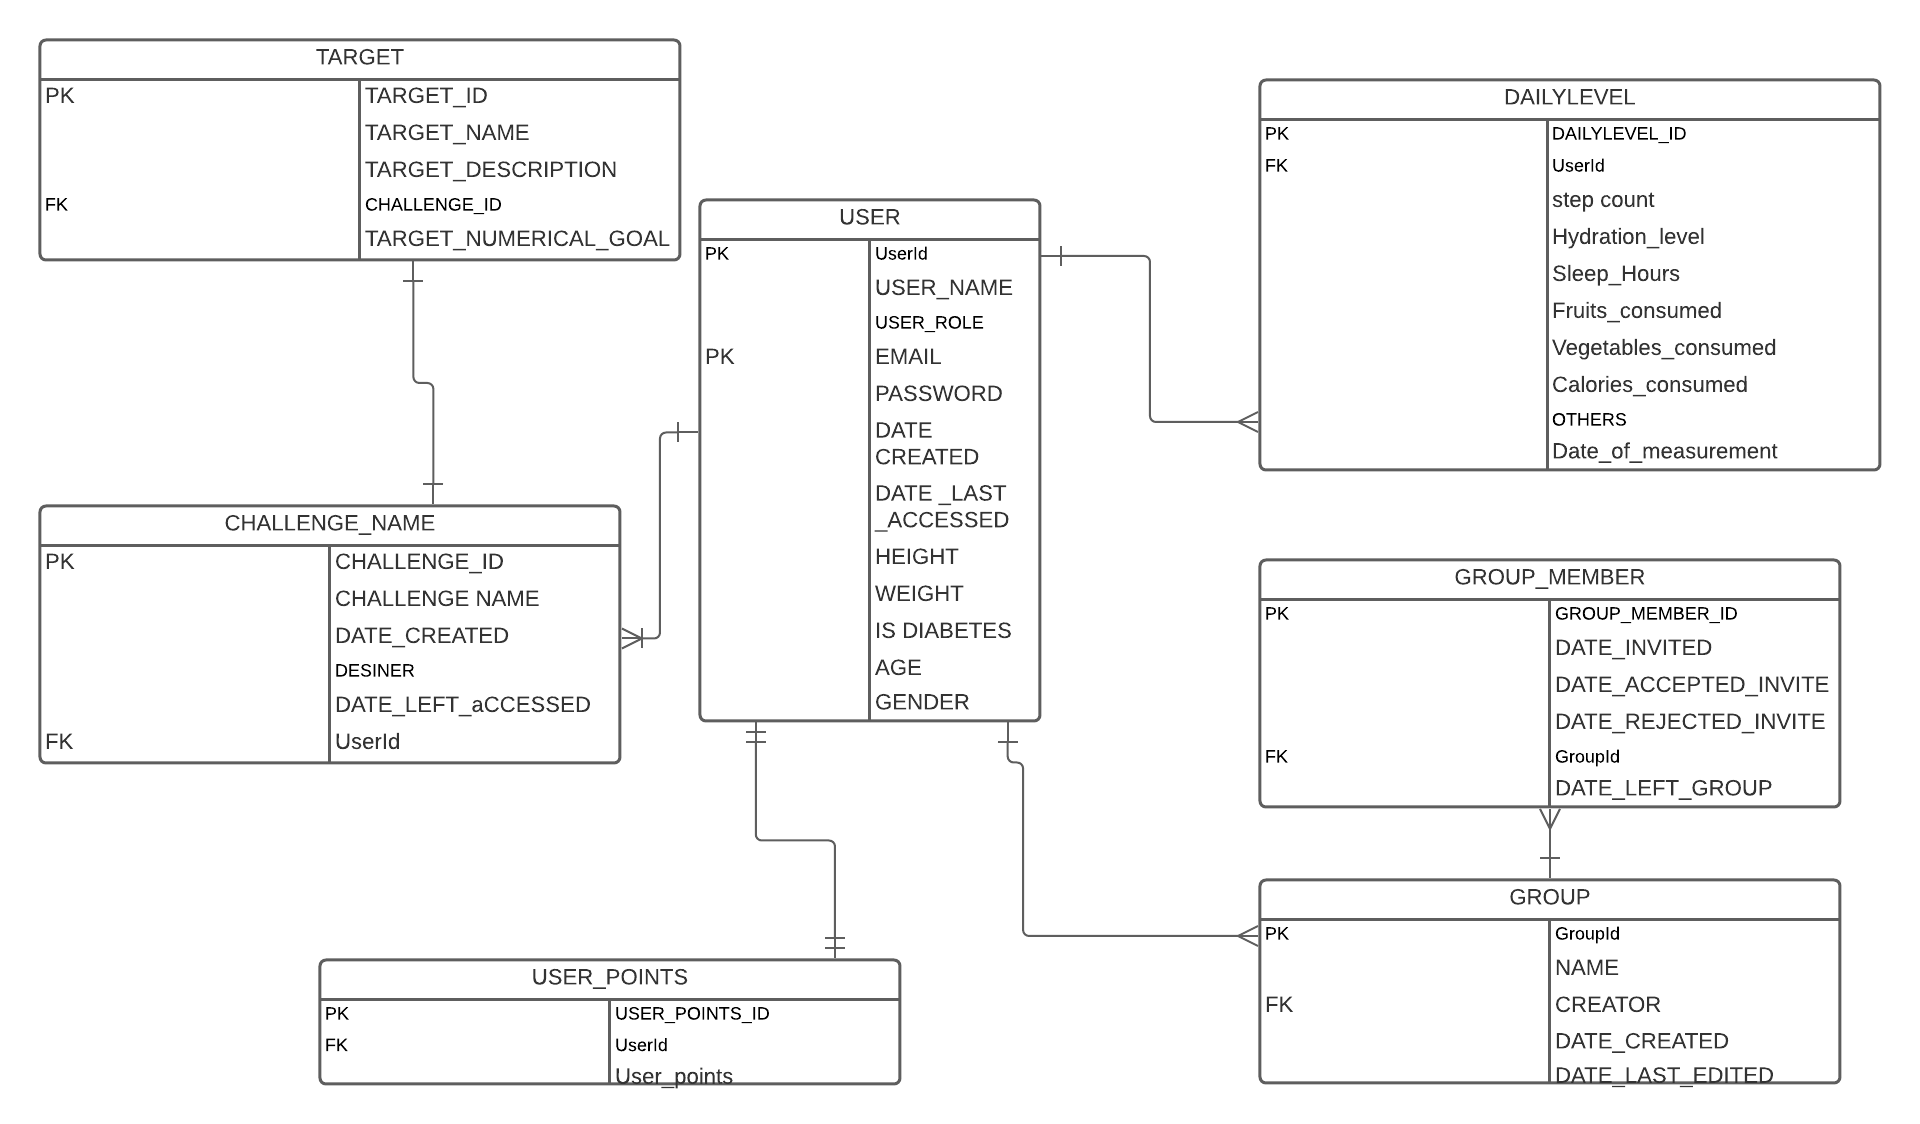 TARGET
PK TARGET_ID
TARGET_NAME
TARGET_DESCRIPTION
FK CHALLENGE_ID
TARGET_NUMERICAL_GOAL
CHALLENGE_NAME
PK CHALLENGE_ID
CHALLENGE NAME
DATE_CREATED
DESINER
DATE_LEFT_aCCESSED
FK UserId
USER
PK UserId
USER_NAME
USER_ROLE
PK EMAIL
PASSWORD
DATE
CREATED
DATE _LAST
_ACCESSED
HEIGHT
WEIGHT
IS DIABETES
AGE
GENDER
USER_POINTS
PK USER_POINTS_ID
FK UserId
User_points
DAILYLEVEL
PK DAILYLEVEL_ID
FK UserId
step count
Hydration_level
Sleep_Hours
Fruits_consumed
Vegetables_consumed
Calories_consumed
OTHERS
Date_of_measurement
GROUP_MEMBER
PK GROUP_MEMBER_ID
DATE_INVITED
DATE_ACCEPTED_INVITE
DATE_REJECTED_INVITE
FK GroupId
DATE_LEFT_GROUP
GROUP
PK GroupId
NAME
FK CREATOR
DATE_CREATED
DATE_LAST_EDITED